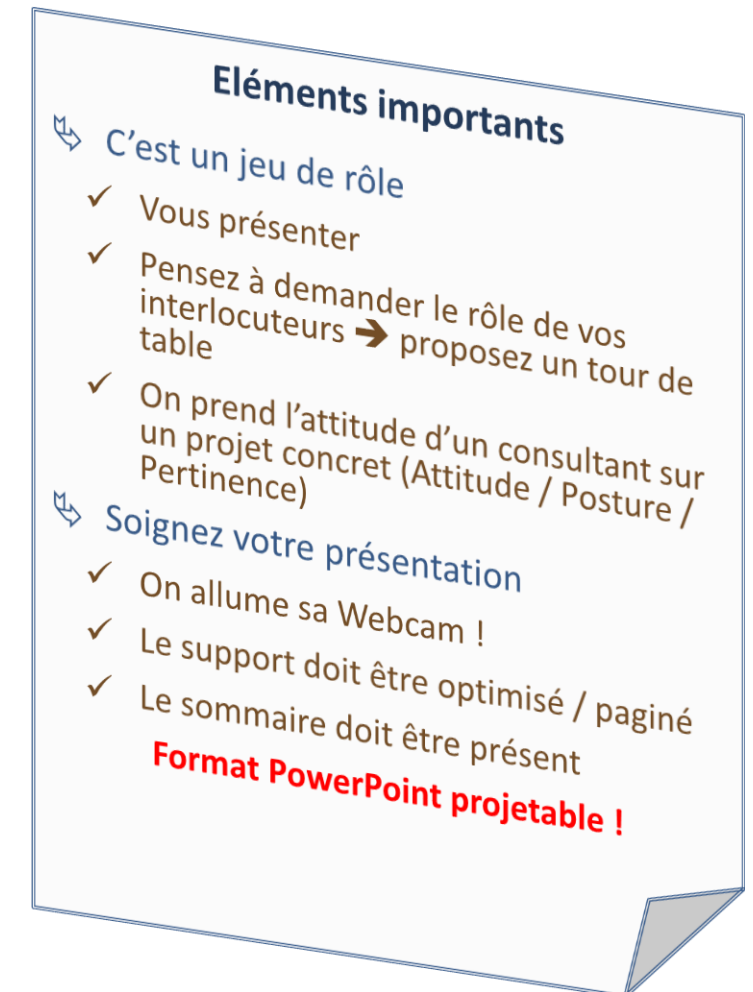 Eléments importants
C'est un jeu de rôle
✓ Vous présenter
✓ Pensez à demander le rôle de vos
interlocuteurs ➔ proposez un tour de
table
✓ On prend l'attitude d'un consultant sur
un projet concret (Attitude / Posture /
Pertinence)
Soignez votre présentation
✓ On allume sa Webcam !
✓ Le support doit être optimisé / paginé
✓ Le sommaire doit être présent
Format PowerPoint projetable !